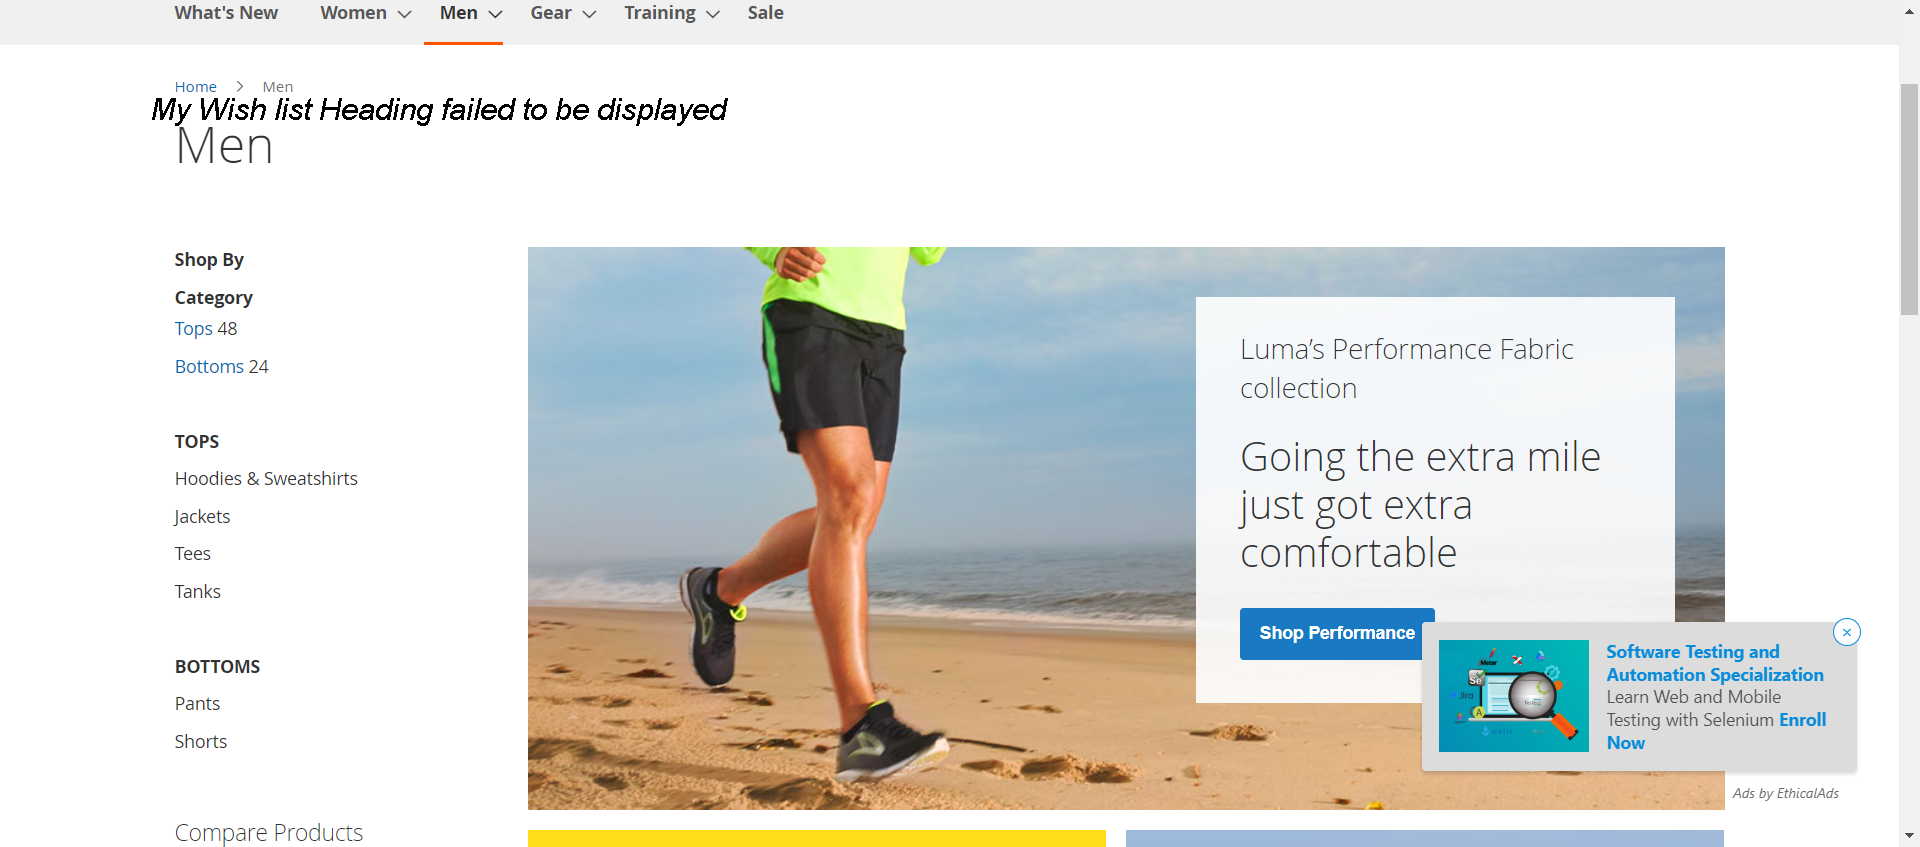 What's New Women Men Gear Training Sale
Home > Men
My Wish list Heading failed to be displayed
Men
Shop By
Category
Tops 48
Bottoms 24
TOPS
Hoodies & Sweatshirts
Jackets
Tees
Tanks
BOTTOMS
Pants
Shorts
Compare Products
Luma’s Performance Fabric
collection
Going the extra mile
just got extra
comfortable
Shop Performance
Software Testing and
Automation Specialization
Learn Web and Mobile
Testing with Selenium Enroll
Now
Ads by EthicalAds